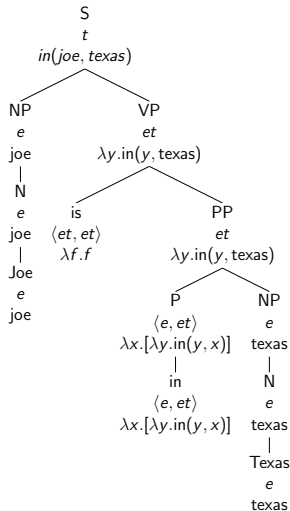 S
t
in(joe, texas)
NP VP
e et
joe λy.in(y, texas)
N is PP
e ⟨et, et⟩ et
joe λf.f λy.in(y, texas)
Joe P NP
e ⟨e, et⟩ e
joe λx.[λy.in(y, x)] texas
in N
⟨e, et⟩ e
λx.[λy.in(y, x)] texas
Texas
e
texas